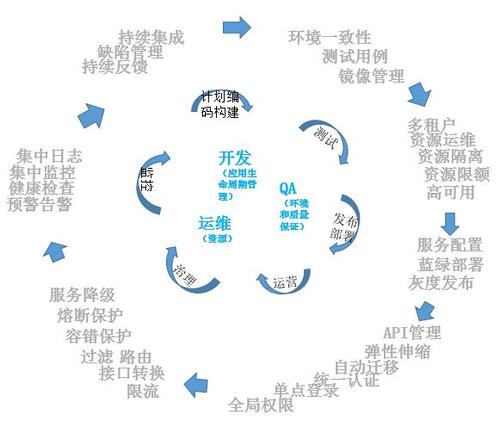 持续集成
缺陷管理
持续反馈
环境一致性
测试用例
镜像管理
多租户
资源运维
资源隔离
资源限额
高可用
服务配置
蓝绿部署
灰度发布
API管理
弹性伸缩
自动迁移
统一认证
单点登录
全局权限
服务降级
熔断保护
容错保护
过滤 路由
接口转换
限流
集中日志
集中监控
健康检查
预警告警
计划编
码构建
测试
发布
部署
运营
治理
监控
开发
（应用生
命周期管
理）
QA
（环境
和质量
保证）
运维
（资源）